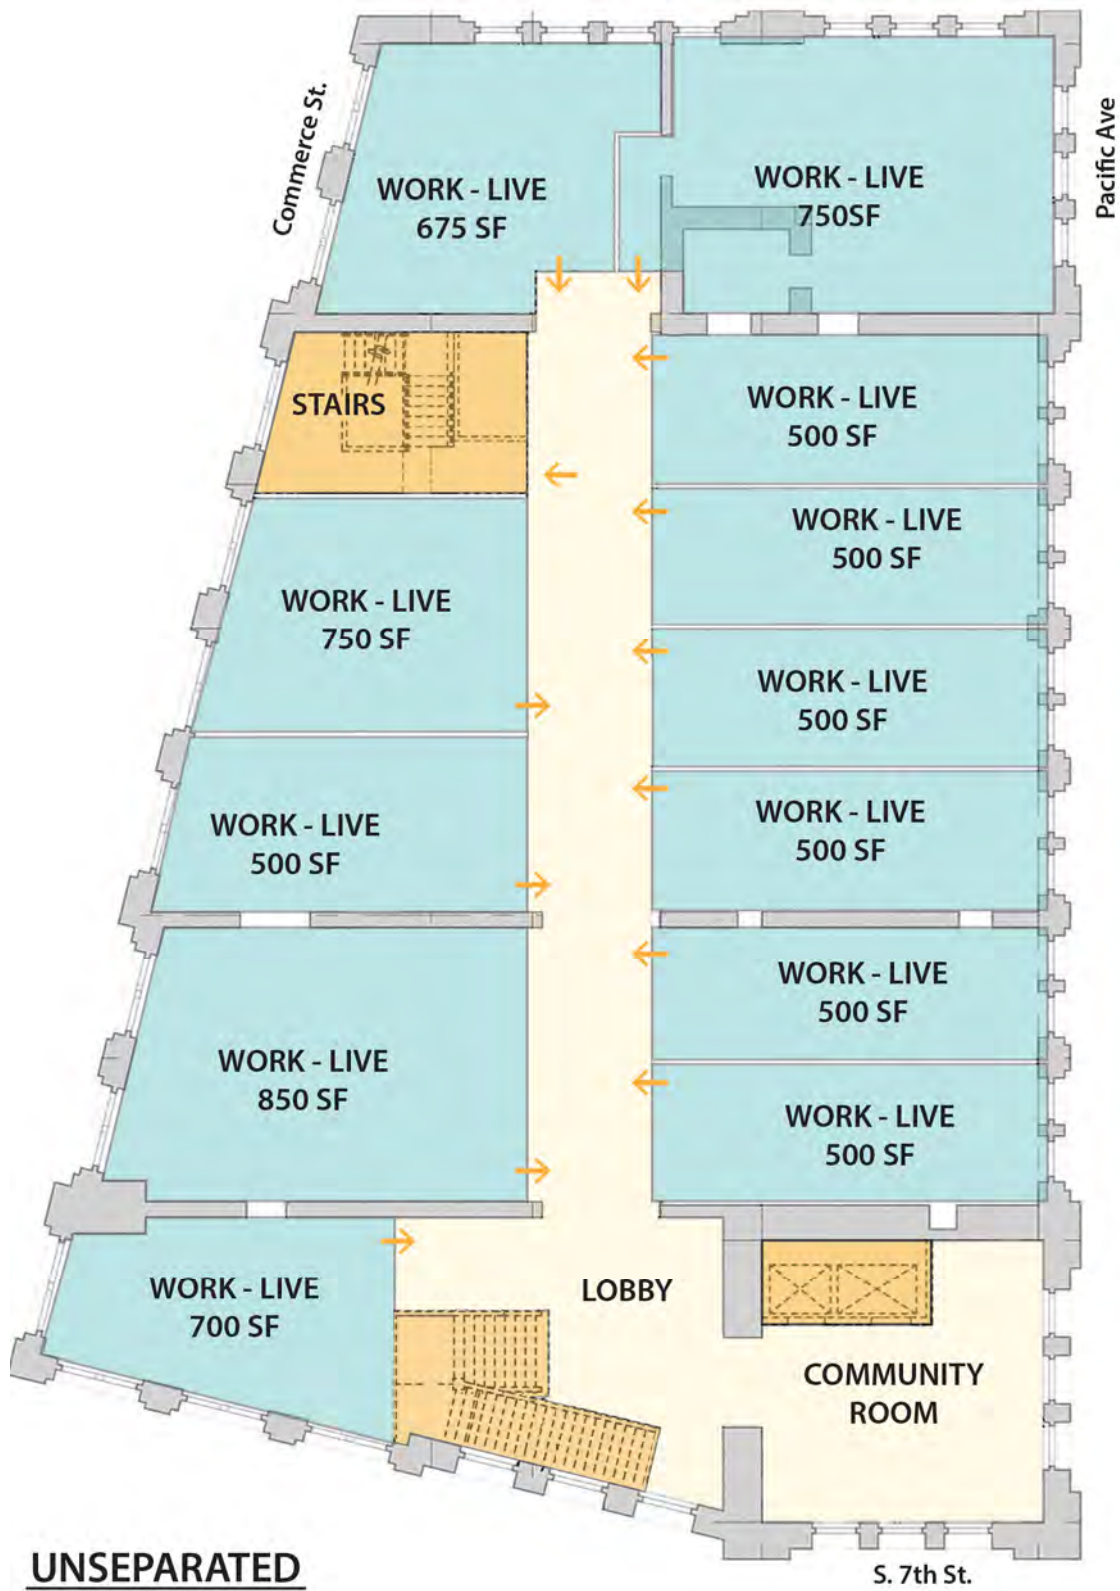 Commerce St.
Pacific Ave
WORK - LIVE
675 SF
WORK - LIVE
750SF
STAIRS
WORK - LIVE
500 SF
WORK - LIVE
500 SF
WORK - LIVE
750 SF
WORK - LIVE
500 SF
WORK - LIVE
500 SF
WORK - LIVE
500 SF
WORK - LIVE
850 SF
WORK - LIVE
500 SF
WORK - LIVE
500 SF
WORK - LIVE
700 SF
LOBBY
COMMUNITY
ROOM
UNSEPARATED
S. 7th St.